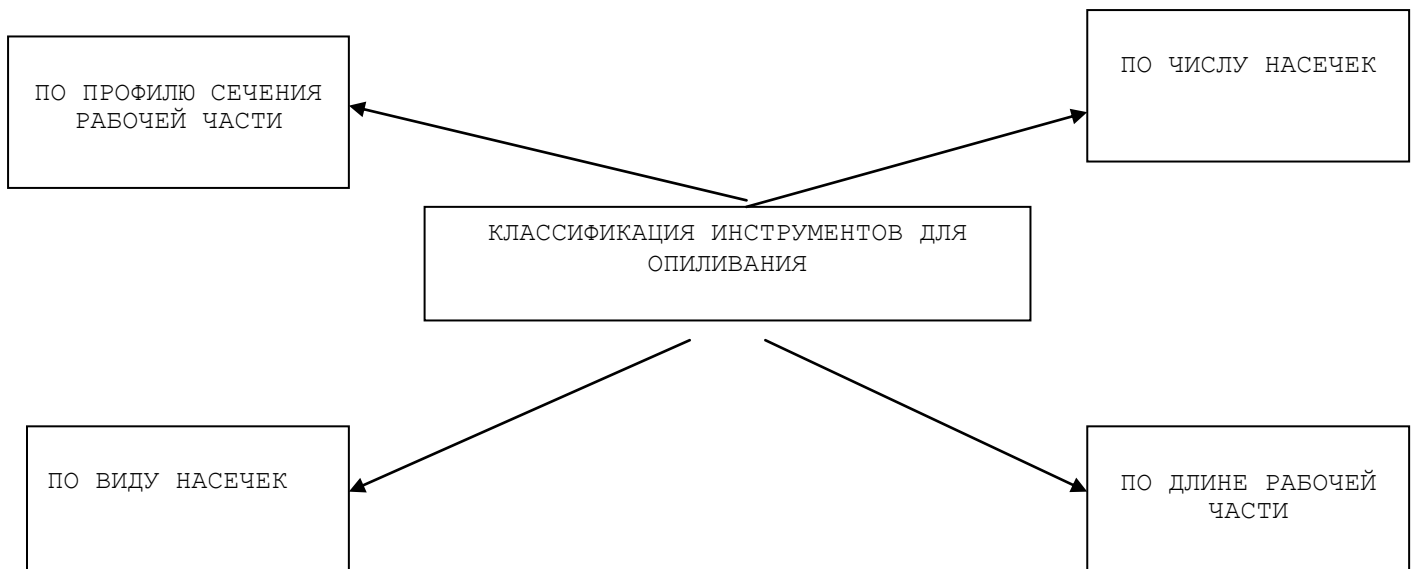 ПО ПРОФИЛЮ СЕЧЕНИЯ
РАБОЧЕЙ ЧАСТИ
ПО ЧИСЛУ НАСЕЧЕК
КЛАССИФИКАЦИЯ ИНСТРУМЕНТОВ ДЛЯ
ОПИЛИВАНИЯ
ПО ВИДУ НАСЕЧЕК
ПО ДЛИНЕ РАБОЧЕЙ
ЧАСТИ